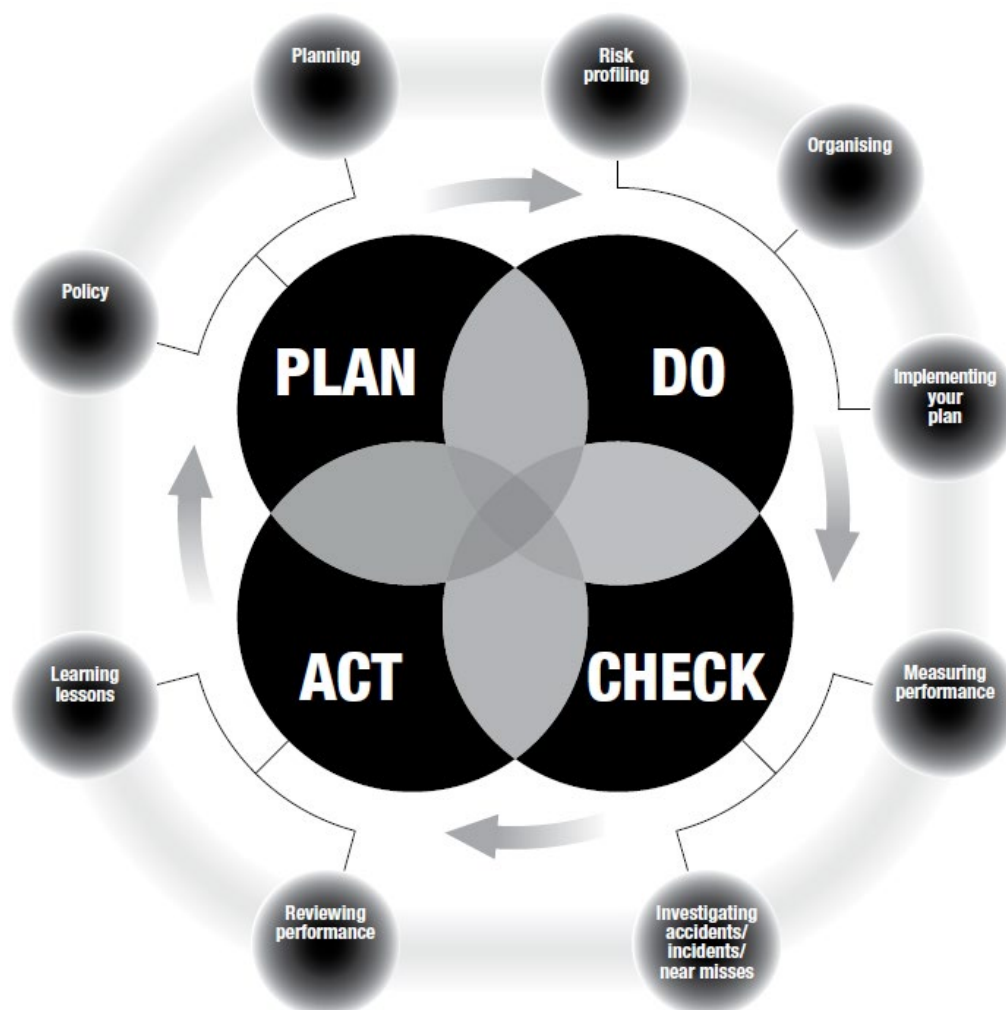 Planning
Risk
profiling
Organising
Policy
PLAN
DO
Implementing
your
plan
Learning
lessons
ACT
CHECK
Measuring
performance
Reviewing
performance
Investigating
accidents/
incidents/
near misses